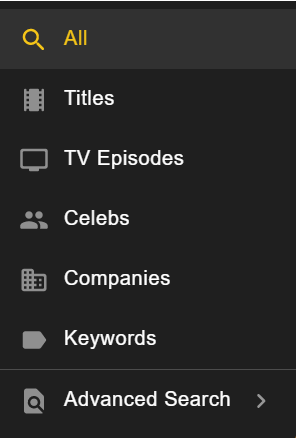 All
Titles
TV Episodes
Celebs
Companies
Keywords
Advanced Search